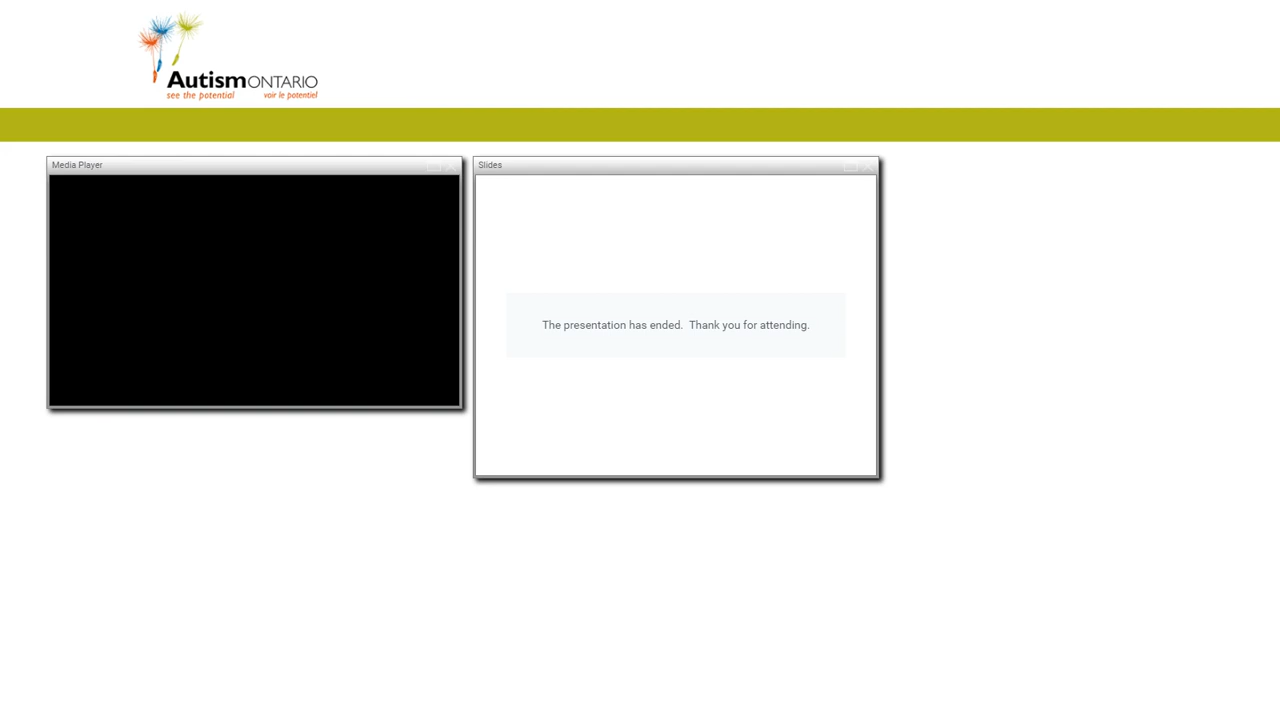 Autism ONTARIO
see the potential voir le potentiel
Media Player
Slides
The presentation has ended. Thank you for attending.